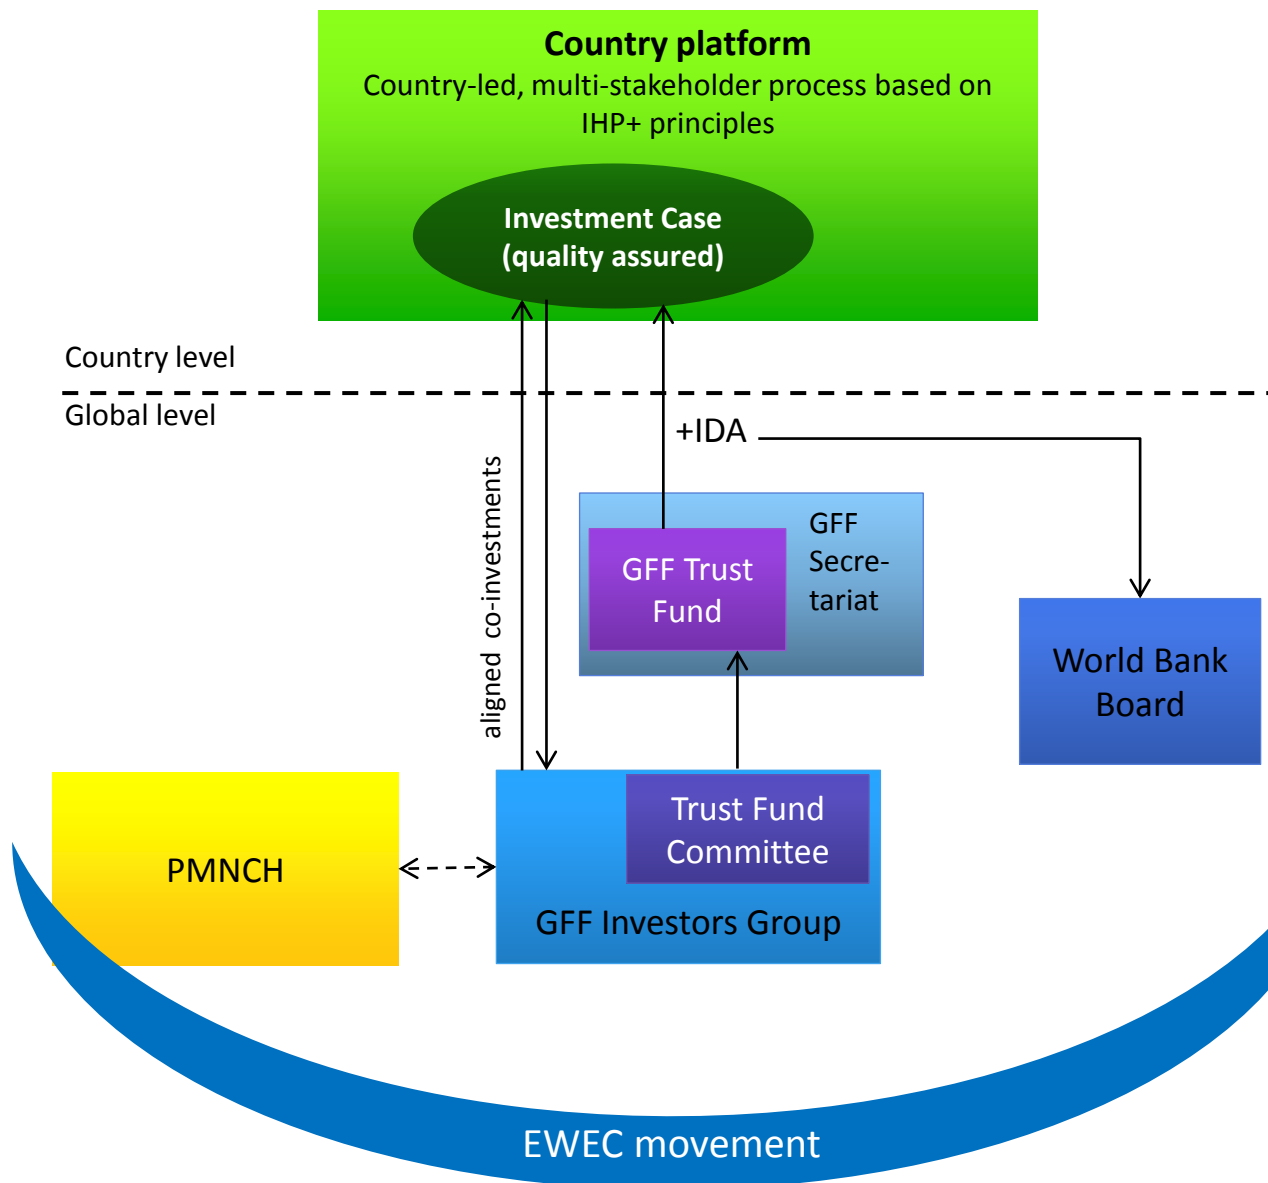 Country platform
Country-led, multi-stakeholder process based on
IHP+ principles
Investment Case
(quality assured)
Country level
Global level
+IDA
aligned co-investments
GFF
Secre-
tariat
GFF Trust
Fund
World Bank
Board
Trust Fund
Committee
PMNCH
GFF Investors Group
EWEC movement